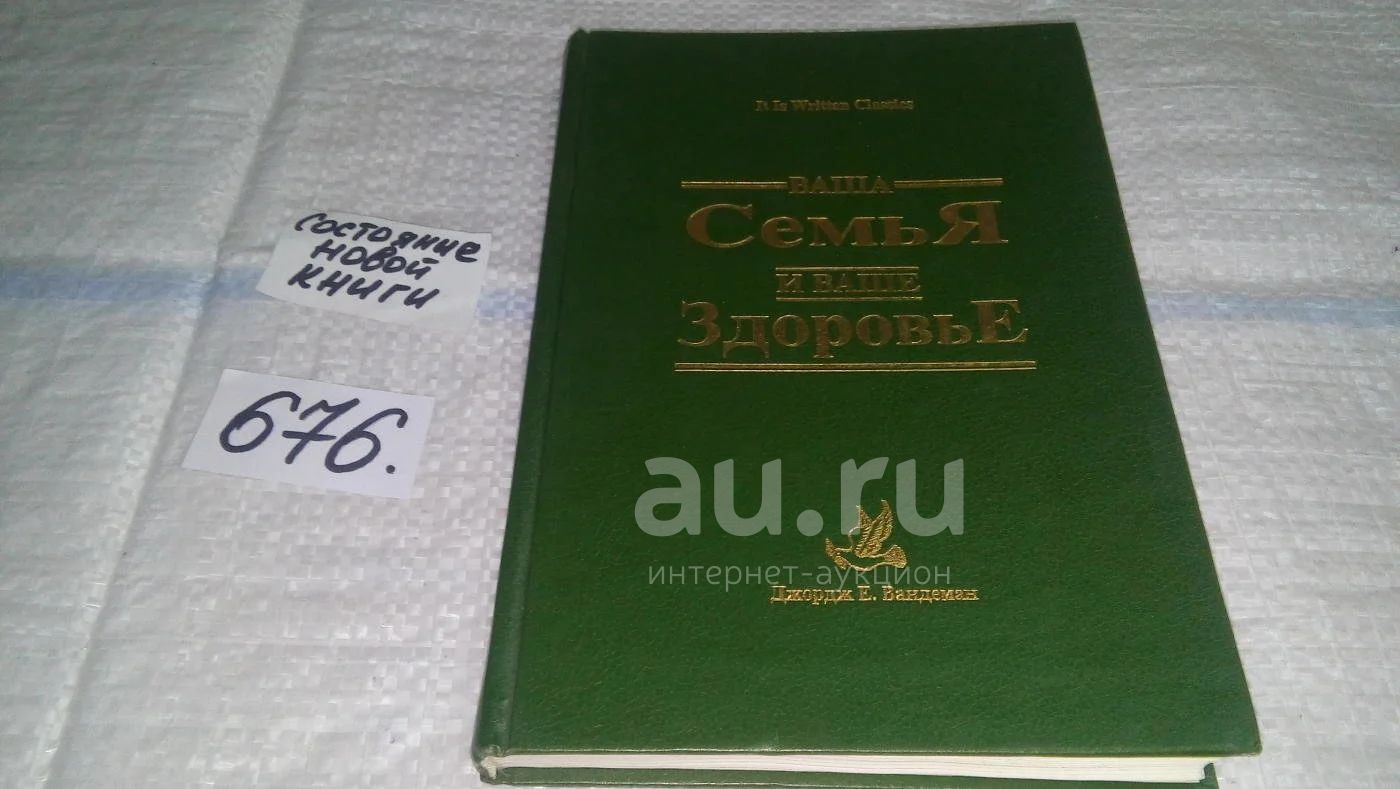 It Is Written Classics
ВАША
СемьЯ
И ВАШЕ
ЗдоровьЕ
Джордж Е. Вандеман
Состояние
новой
книги
676.
au.ru
интернет-аукцион